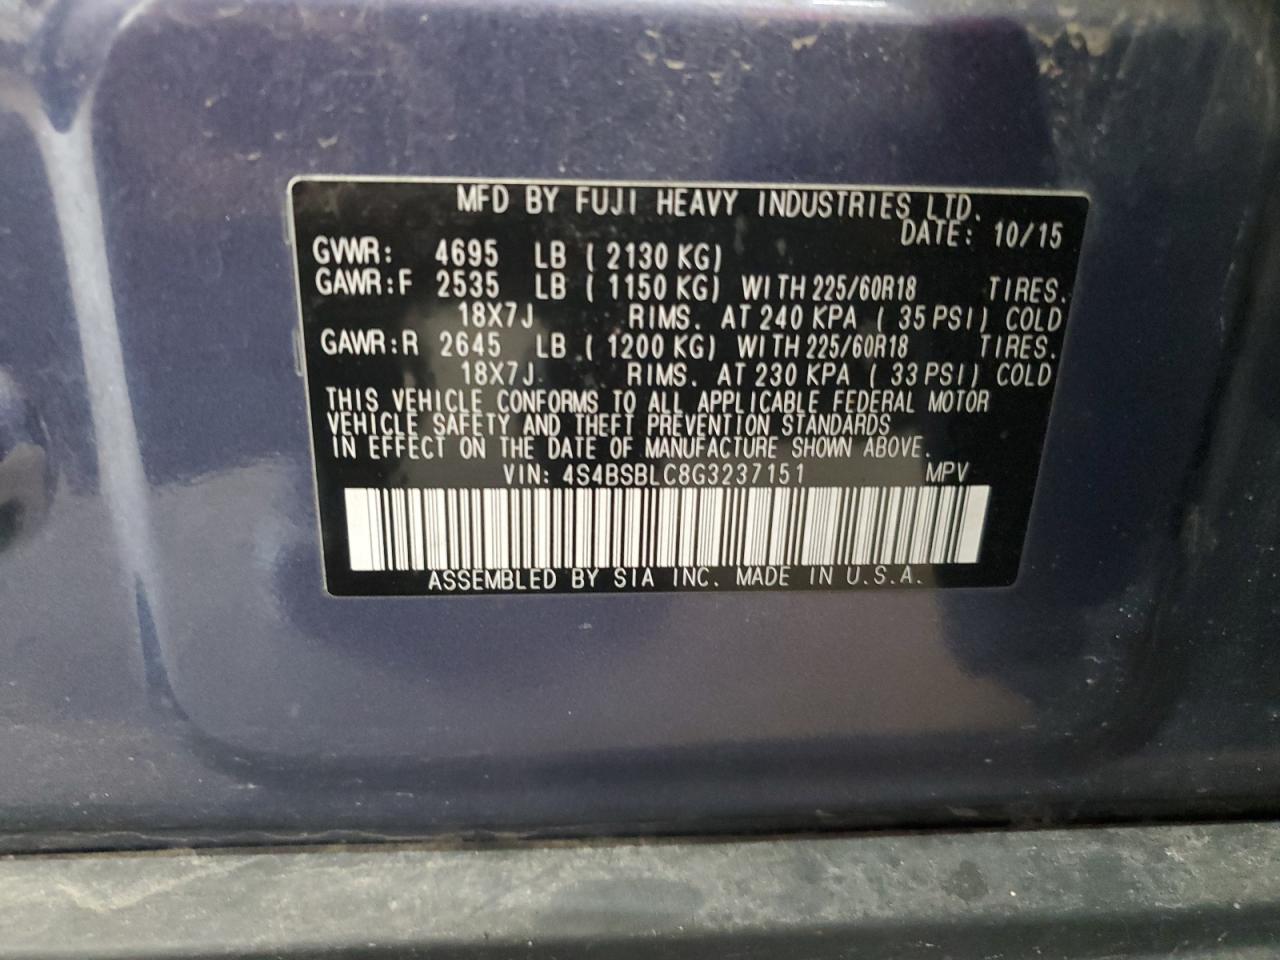 MFD BY FUJI HEAVY INDUSTRIES LTD.
DATE: 10/15
GVWR: 4695 LB ( 2130 KG)
GAWR:F 2535 LB ( 1150 KG) WITH 225/60R18 TIRES.
18X7J RIMS. AT 240 KPA ( 35 PSI) COLD
GAWR:R 2645 LB ( 1200 KG) WITH 225/60R18 TIRES.
18X7J RIMS. AT 230 KPA ( 33 PSI) COLD
THIS VEHICLE CONFORMS TO ALL APPLICABLE FEDERAL MOTOR
VEHICLE SAFETY AND THEFT PREVENTION STANDARDS
IN EFFECT ON THE DATE OF MANUFACTURE SHOWN ABOVE.
VIN: 4S4BSBLC8G3237151 MPV
ASSEMBLED BY SIA INC. MADE IN U.S.A.